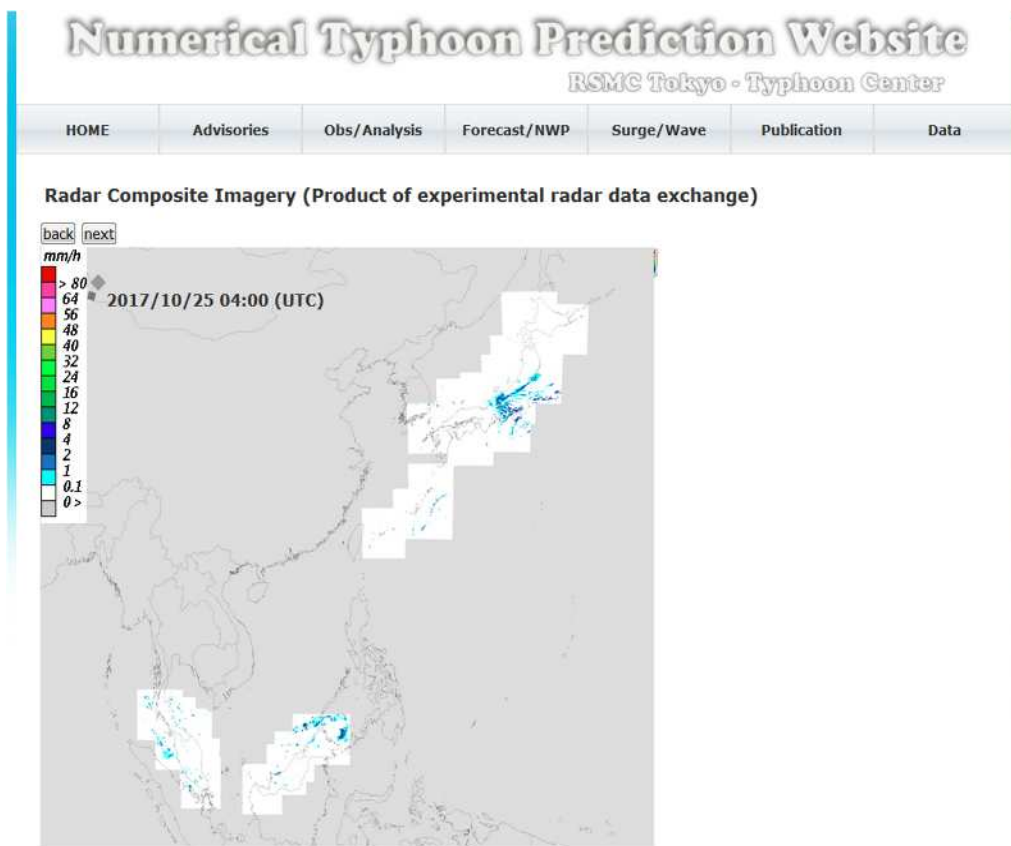 Numerical Typhoon Prediction Website
RSMC Tokyo - Typhoon Center
HOME Advisories Obs/Analysis Forecast/NWP Surge/Wave Publication Data
Radar Composite Imagery (Product of experimental radar data exchange)
back next
mm/h
2017/10/25 04:00 (UTC)
> 80
64
56
48
40
32
24
16
12
8
4
2
1
0.1
0 >